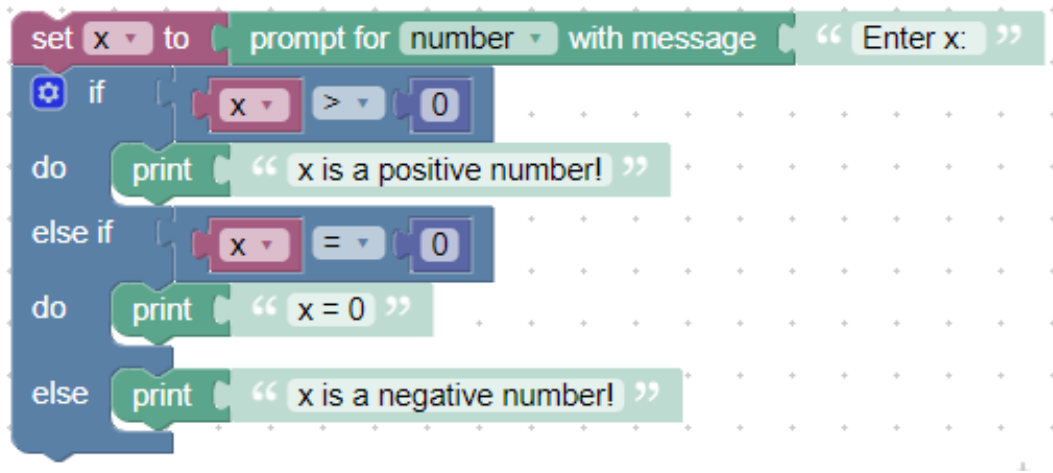 set x to prompt for number with message “ Enter x: ”
if x > 0
do print “ x is a positive number! ”
else if x = 0
do print “ x = 0 ”
else print “ x is a negative number! ”